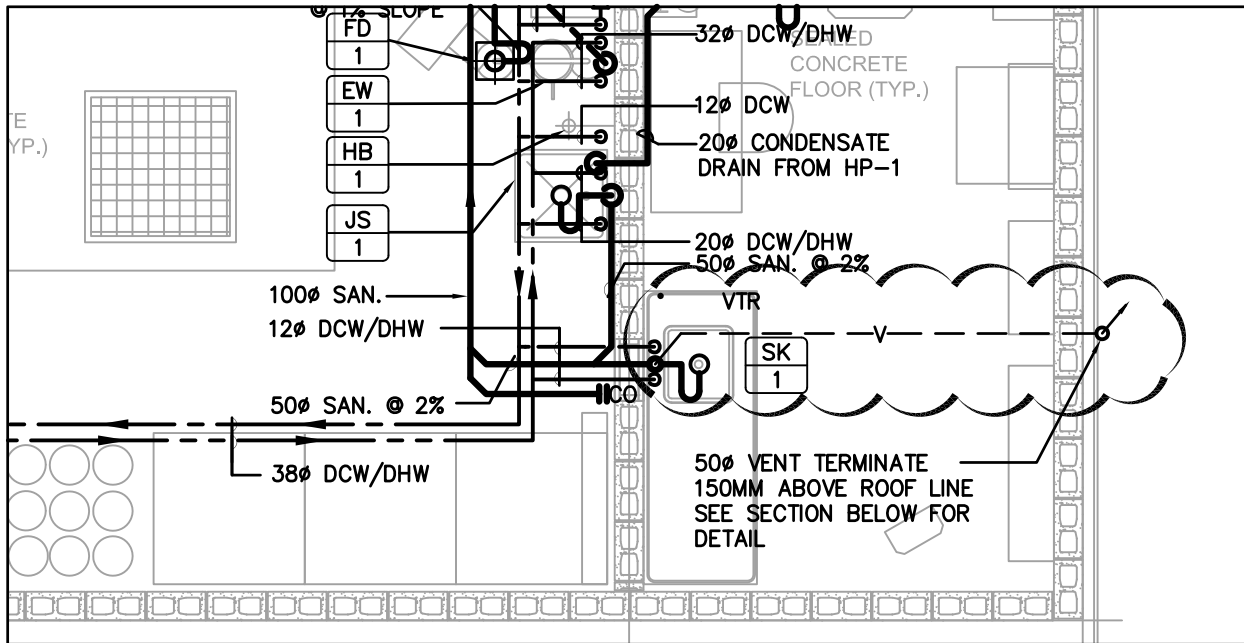 @ 1% SLOPE
FD
1
EW
1
HB
1
JS
1
32ø DCW/DHW
SEALED
CONCRETE
FLOOR (TYP.)
12ø DCW
20ø CONDENSATE
DRAIN FROM HP-1
TE
YP.)
20ø DCW/DHW
50ø SAN. @ 2%
100ø SAN.
12ø DCW/DHW
VTR
V
SK
1
CO
50ø SAN. @ 2%
38ø DCW/DHW
50ø VENT TERMINATE
150MM ABOVE ROOF LINE
SEE SECTION BELOW FOR
DETAIL